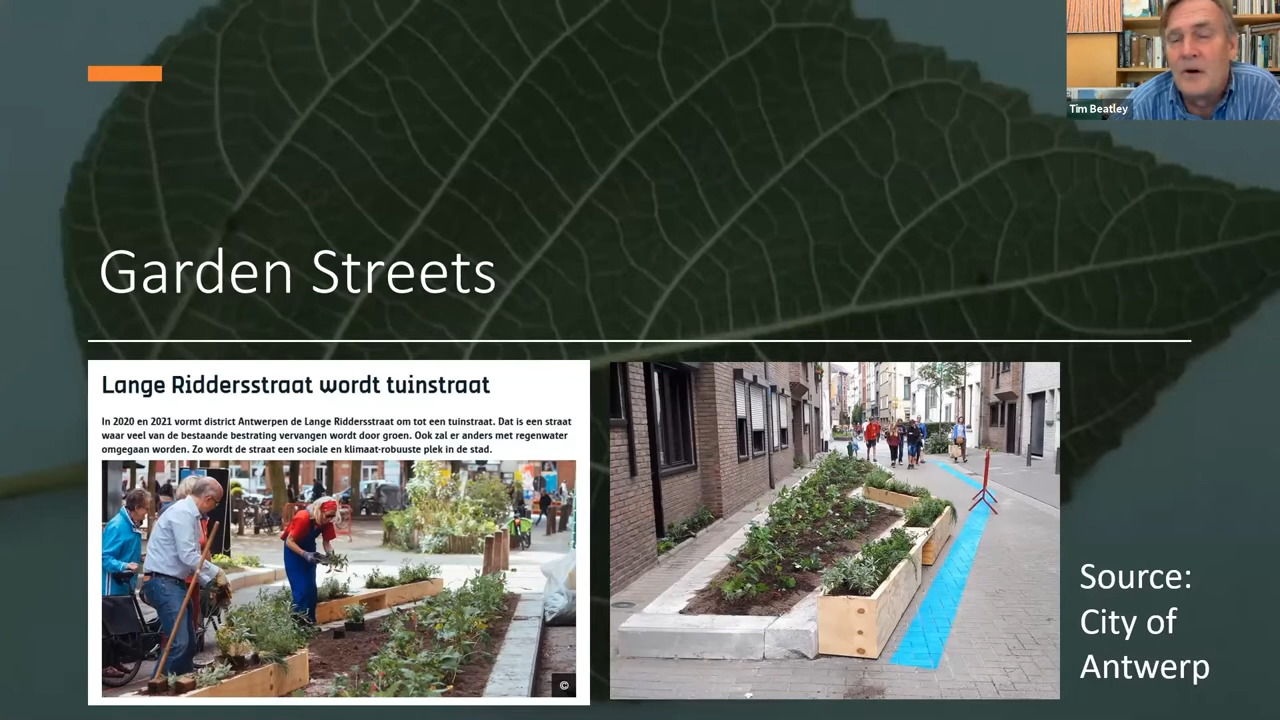 Tim Beatley
Garden Streets
Lange Riddersstraat wordt tuinstraat
In 2020 en 2021 vormt district Antwerpen de Lange Riddersstraat om tot een tuinstraat. Dat is een straat
waar veel van de bestaande bestrating vervangen wordt door groen. Ook zal er anders met regenwater
omgegaan worden. Zo wordt de straat een sociale en klimaat-robuuste plek in de stad.
©
Source:
City of
Antwerp